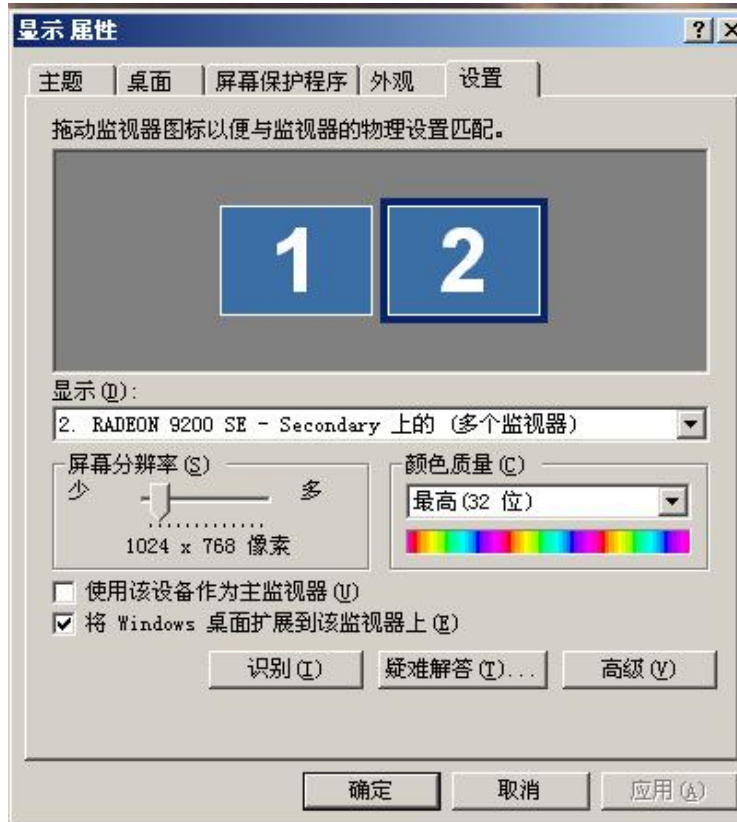 显示 属性
主题 桌面 屏幕保护程序 外观 设置
拖动监视器图标以便与监视器的物理设置匹配。
1 2
显示(D):
2. RADEON 9200 SE - Secondary 上的 (多个监视器)
屏幕分辨率(S) 颜色质量(C)
少 多 最高(32 位)
1024 x 768 像素
使用该设备作为主监视器(U)
将 Windows 桌面扩展到该监视器上(E)
识别(I) 疑难解答(T)... 高级(V)
确定 取消 应用(A)